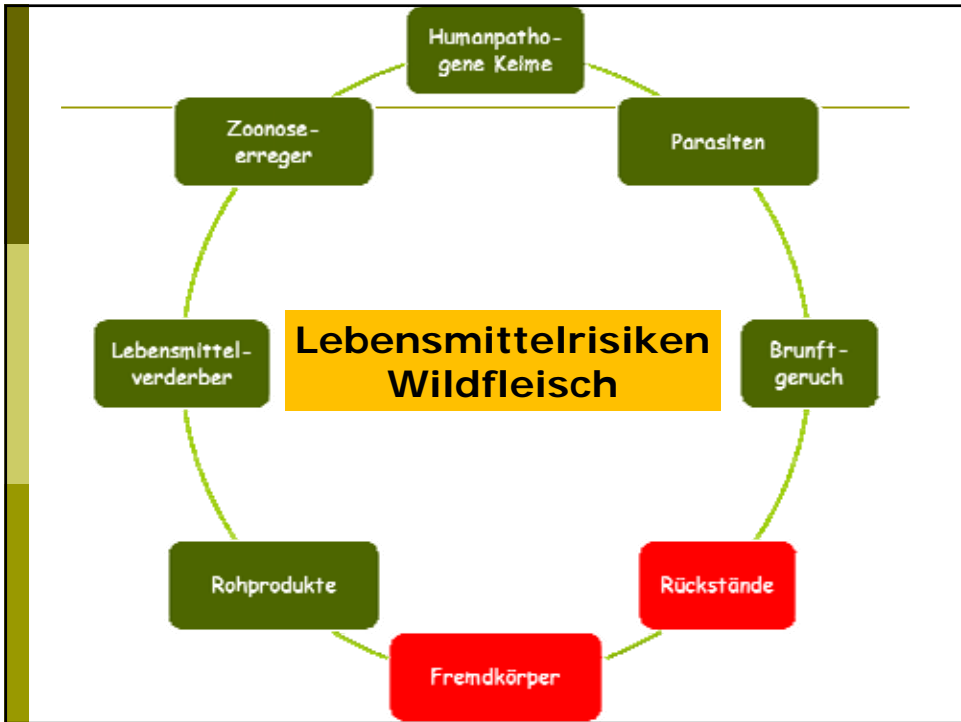 Humanpatho-
gene Keime
Zoonose-
erreger
Parasiten
Lebensmittel-
verderber
Lebensmittelrisiken
Wildfleisch
Brunft-
geruch
Rohprodukte
Rückstände
Fremdkörper